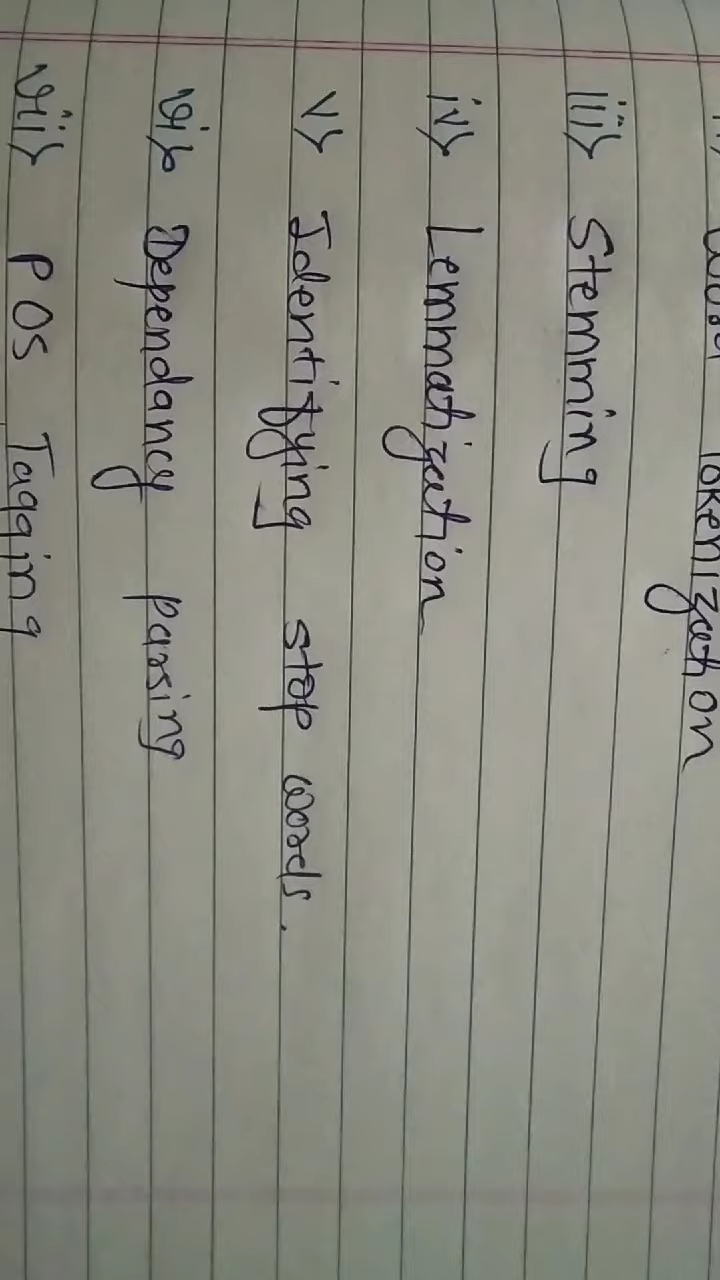 Tokenization
iii> Stemming
iv> Lemmatization
v> Identifying stop words.
vi> Dependancy parsing
vii> POS Tagging